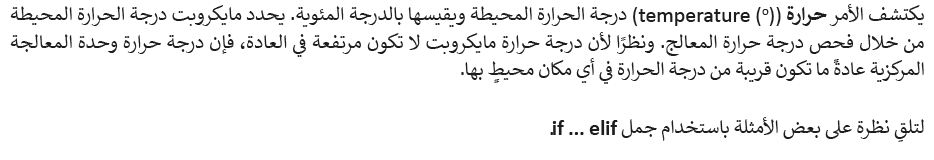 يكتشف الأمر حرارة (temperature (°)) درجة الحرارة المحيطة ويقيسها بالدرجة المئوية. يحدد مايكروبت درجة الحرارة المحيطة
من خلال فحص درجة حرارة المعالج. ونظرًا لأن درجة حرارة مايكروبت لا تكون مرتفعة في العادة، فإن درجة حرارة وحدة المعالجة
المركزية عادةً ما تكون قريبة من درجة الحرارة في أي مكان محيطٍ بها.
لتلقِ نظرة على بعض الأمثلة باستخدام جمل if ... elif.